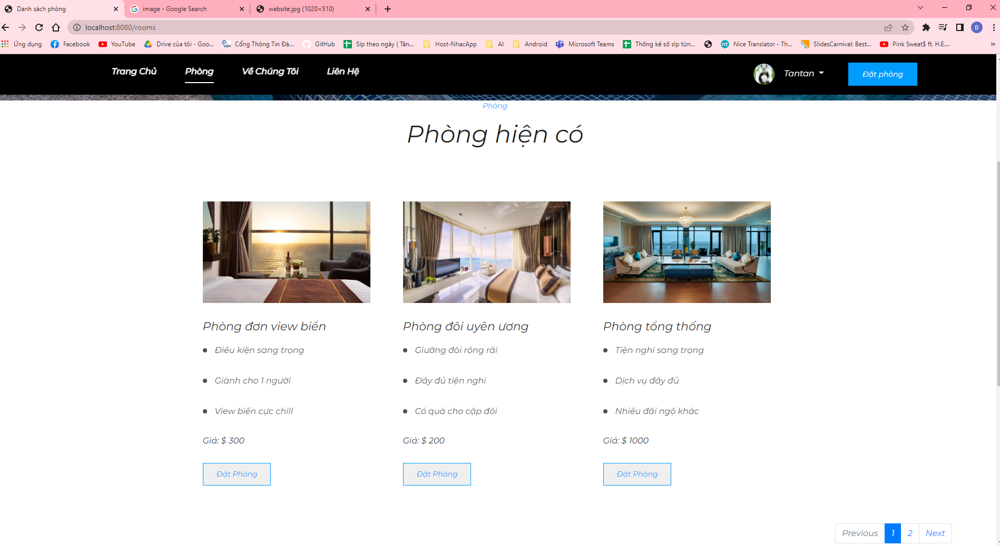 Danh sách phòng
image - Google Search
website.jpg (1020×510)
localhost:8080/rooms
B
Ứng dụng
Facebook
YouTube
Drive của tôi - Goo...
Cổng Thông Tin Đà...
GitHub
Slp theo ngày ( Tân...
Host-NhacApp
AI
Android
Microsoft Teams
Thống kê số slp từn...
nt
Nice Translator - Th...
SlidesCarnival: Best...
Pink Sweat$ ft. H.E....
»
Trang Chủ
Phòng
Về Chúng Tôi
Liên Hệ
Tantan
Đặt phòng
Phòng
Phòng hiện có
Phòng đơn view biển
Điều kiện sang trọng
Giành cho 1 người
View biển cực chill
Giá: $ 300
Đặt Phòng
Phòng đôi uyên ương
Giường đôi rộng rãi
Đầy đủ tiện nghi
Có quà cho cặp đôi
Giá: $ 200
Đặt Phòng
Phòng tổng thống
Tiện nghi sang trọng
Dịch vụ đầy đủ
Nhiều đãi ngộ khác
Giá: $ 1000
Đặt Phòng
Previous
1
2
Next